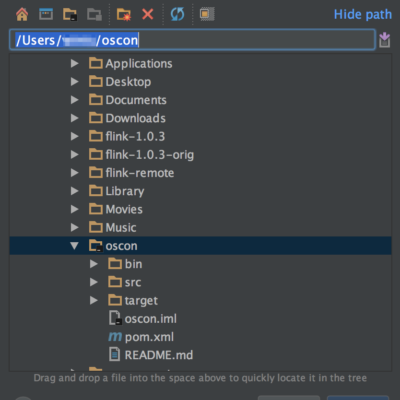 Hide path
/Users/ /oscon
Applications
Desktop
Documents
Downloads
flink-1.0.3
flink-1.0.3-orig
flink-remote
Library
Movies
Music
oscon
bin
src
target
oscon.iml
pom.xml
README.md
Drag and drop a file into the space above to quickly locate it in the tree